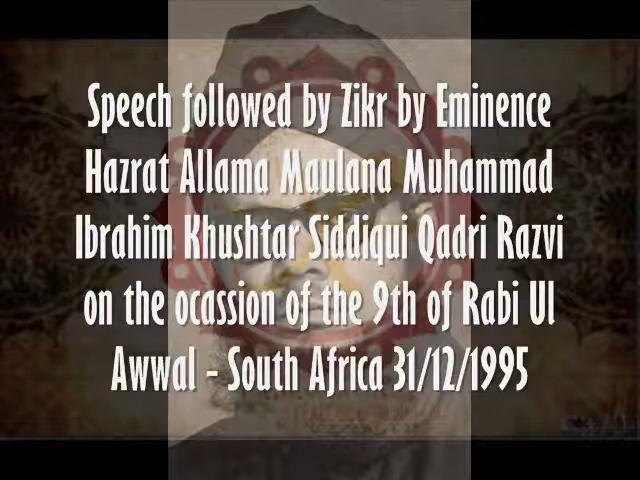 Speech followed by Zikr by Eminence
Hazrat Allama Maulana Muhammad
Ibrahim Khushtar Siddiqui Qadri Razvi
on the ocassion of the 9th of Rabi Ul
Awwal - South Africa 31/12/1995